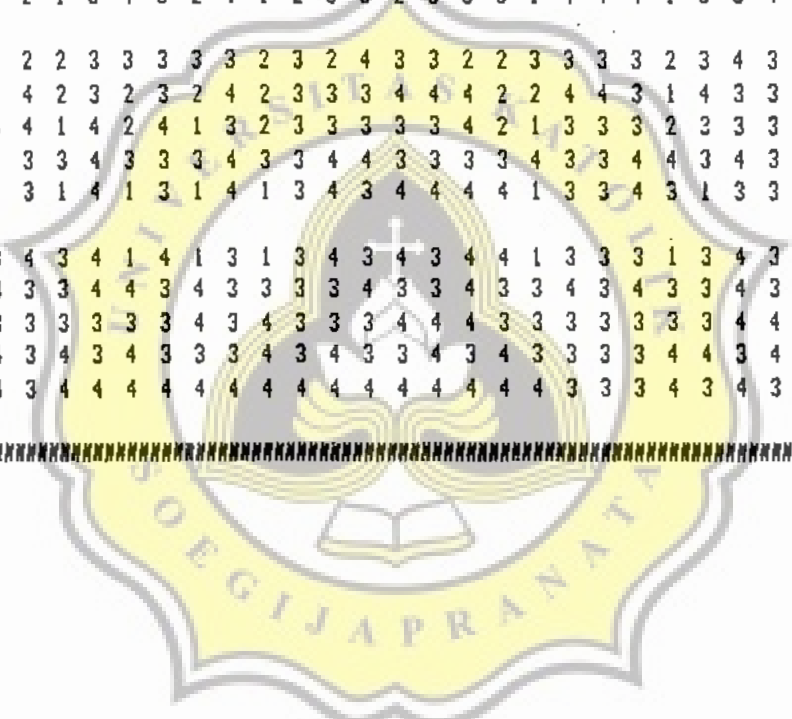 2 2 3 3 3 3 3 2 3 2 4 3 3 2 2 3 3 3 3 2 3 4 3
4 2 3 2 3 2 4 2 3 3 3 4 4 4 2 2 4 4 3 1 4 3 3
4 1 4 2 4 1 3 2 3 3 3 3 3 4 2 1 3 3 3 2 3 3 3
3 3 4 3 3 3 4 3 3 4 4 3 3 3 3 4 3 3 4 4 3 4 3
3 1 4 1 3 1 4 1 3 4 3 4 4 4 4 1 3 3 4 3 1 3 3
4 3 4 1 4 1 3 1 3 4 3 4 3 4 4 1 3 3 3 1 3 4 3
3 3 4 4 3 4 3 3 3 3 4 3 3 4 3 3 4 3 4 3 3 4 3
3 3 3 3 3 4 3 4 3 3 3 4 4 4 3 3 3 3 3 3 3 4 4
3 4 3 4 3 3 3 4 3 4 3 3 4 3 4 3 3 3 3 4 4 3 4
3 4 4 4 4 4 4 4 4 4 4 4 4 4 4 4 3 3 3 4 3 4 3
UNIVERSITAS KATOLIK
SOEGIJAPRANATA